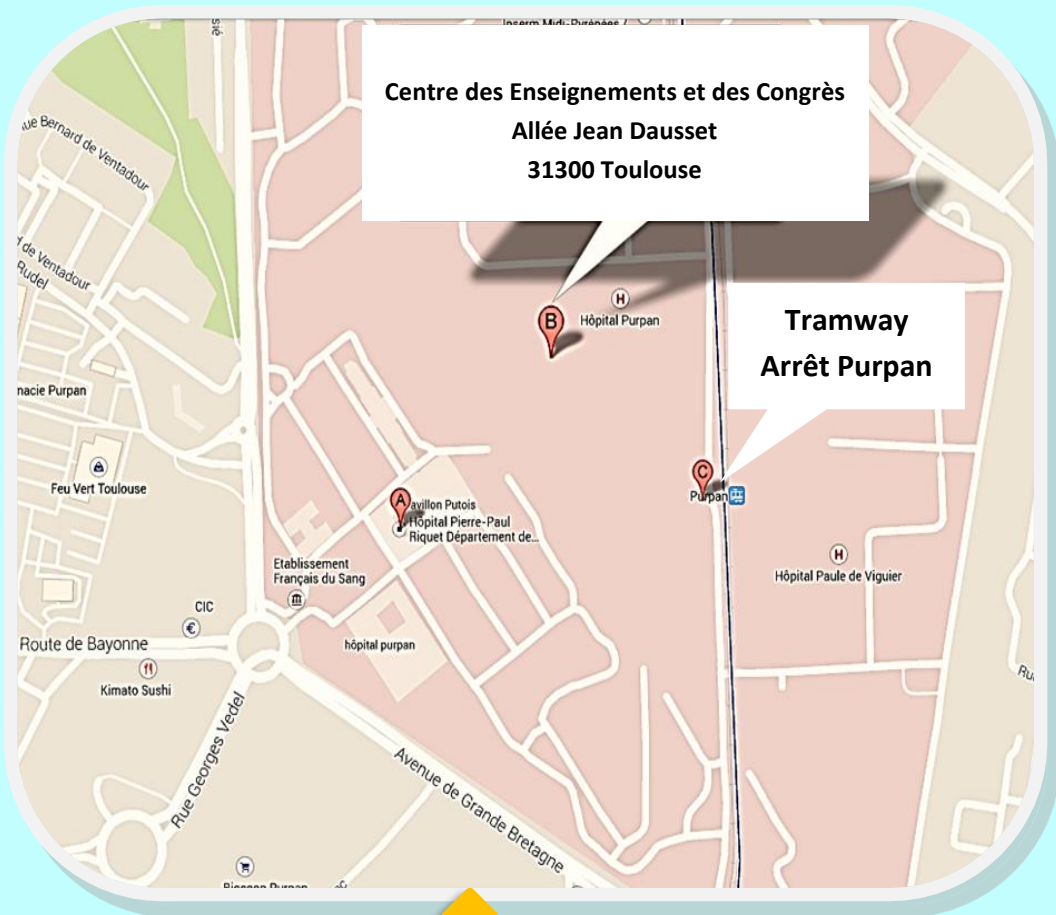 Inserm Midi-Pyrénées /
Centre des Enseignements et des Congrès
Allée Jean Dausset
31300 Toulouse
Bernard de Ventadour
de Ventadour
Rudel
B
H
Hôpital Purpan
Tramway
Arrêt Purpan
Purpan
Feu Vert Toulouse
C
Purpan
A
avillon Putois
Hôpital Pierre-Paul
Riquet Département de...
H
Hôpital Paule de Viguier
Etablissement
Français du Sang
CIC
€
Route de Bayonne
hôpital purpan
Kimato Sushi
Rue Georges Vedel
Avenue de Grande Bretagne